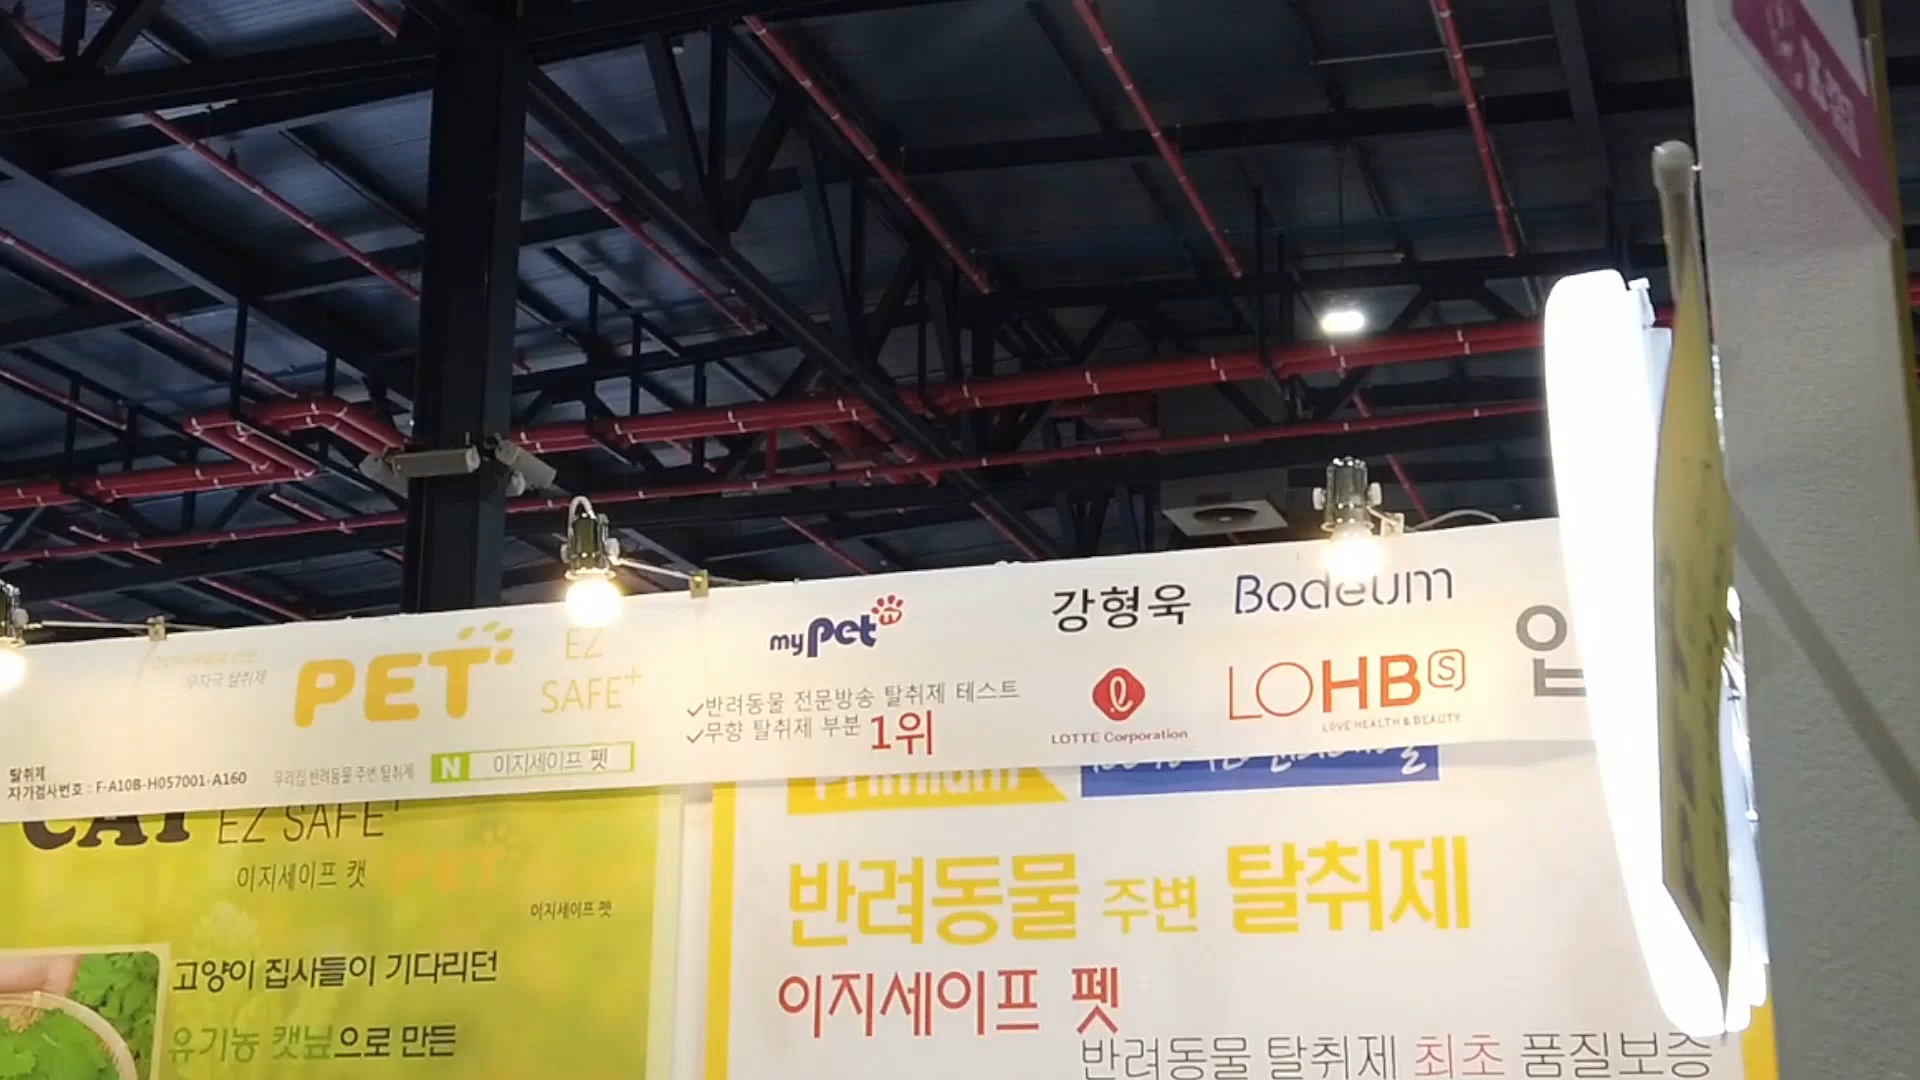 무자극 탈취제
PET
EZ
SAFE+
탈취제
자가검사번호 : F-A10B-H057001-A160
우리집 반려동물 주변 탈취제
N 이지세이프 펫
my Pet
✓반려동물 전문방송 탈취제 테스트
✓무향 탈취제 부분 1위
강형욱
Bodeum
LOTTE Corporation
LOHB S
LOVE HEALTH & BEAUTY
입
CAT EZ SAFE+
이지세이프 캣
PET
이지세이프 펫
고양이 집사들이 기다리던
유기농 캣닢으로 만든
Premium
반려동물 주변 탈취제
이지세이프 펫
반려동물 탈취제 최초 품질보증